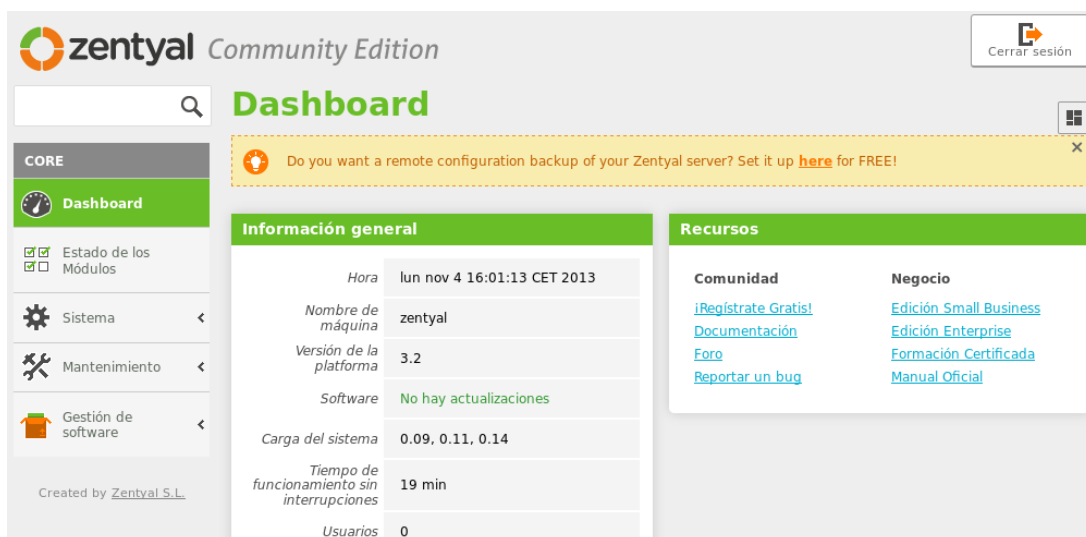 zentyal Community Edition
Cerrar sesión
Dashboard
Do you want a remote configuration backup of your Zentyal server? Set it up here for FREE!
CORE
Dashboard
Estado de los
Módulos
Sistema
Mantenimiento
Gestión de
software
Created by Zentyal S.L.
Información general
Hora lun nov 4 16:01:13 CET 2013
Nombre de
máquina zentyal
Versión de la
platforma 3.2
Software No hay actualizaciones
Carga del sistema 0.09, 0.11, 0.14
Tiempo de
funcionamiento sin 19 min
interrupciones
Usuarios 0
Recursos
Comunidad
¡Regístrate Gratis!
Documentación
Foro
Reportar un bug
Negocio
Edición Small Business
Edición Enterprise
Formación Certificada
Manual Oficial